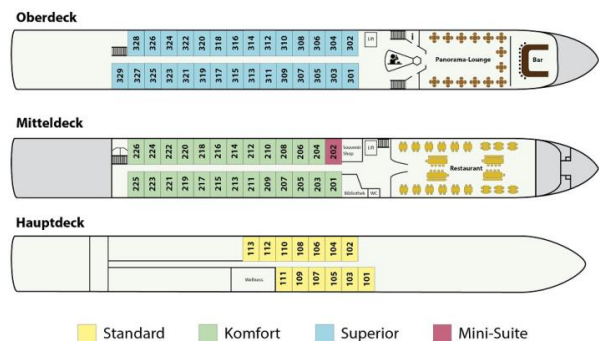 Oberdeck
328 326 324 322 320 318 316 314 312 310 308 306 304 302 Lift i
Panorama-Lounge Bar
329 327 325 323 321 319 317 315 313 311 309 307 305 303 301
Mitteldeck
226 224 222 220 218 216 214 212 210 208 206 204 202 Souvenir Shop Lift
Restaurant
225 223 221 219 217 215 213 211 209 207 205 203 201 Bibliothek WC
Hauptdeck
113 112 110 108 106 104 102
Wellness 111 109 107 105 103 101
Standard Komfort Superior Mini-Suite